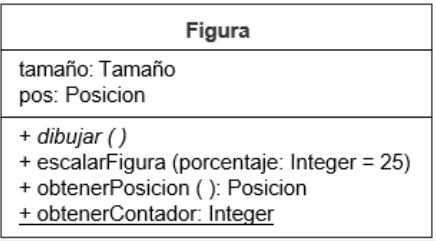 Figura
tamaño: Tamaño
pos: Posicion
+ dibujar ( )
+ escalarFigura (porcentaje: Integer = 25)
+ obtenerPosicion ( ): Posicion
+ obtenerContador: Integer